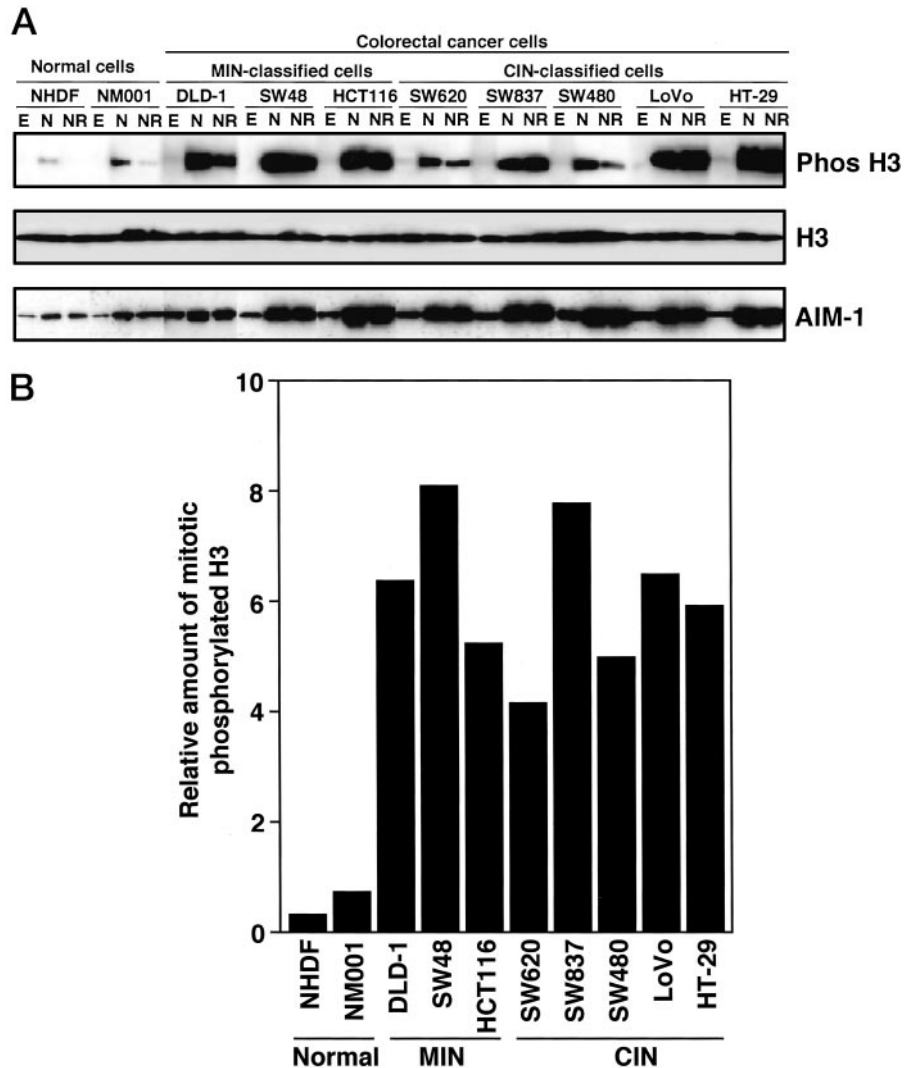 A
Colorectal cancer cells
Normal cells MIN-classified cells CIN-classified cells
NHDF NM001 DLD-1 SW48 HCT116 SW620 SW837 SW480 LoVo HT-29
E N NR E N NR E N NR E N NR E N NR E N NR E N NR E N NR E N NR E N NR
Phos H3
H3
AIM-1
B
Relative amount of mitotic
phosphorylated H3
10
8
6
4
2
0
NHDF
NM001
DLD-1
SW48
HCT116
SW620
SW837
SW480
LoVo
HT-29
Normal MIN CIN